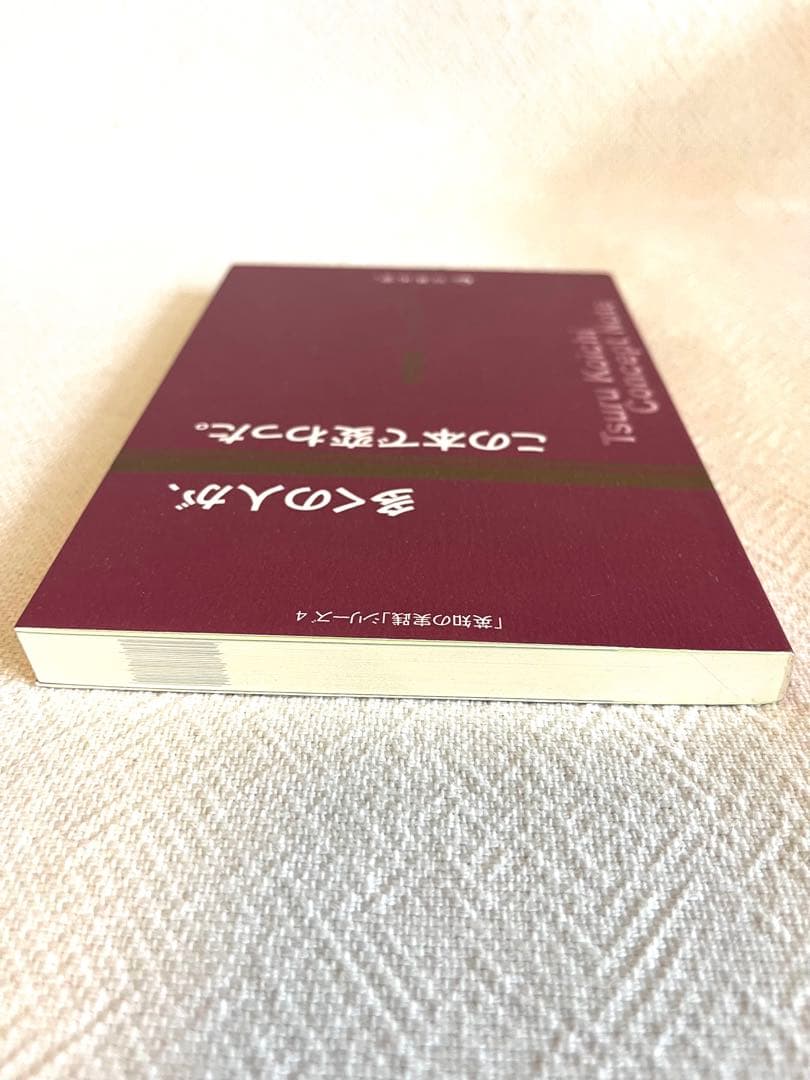 「英知の実践」シリーズ4
多くの人が、
この本で変わった。
Tsuru Koichi
Concept Note